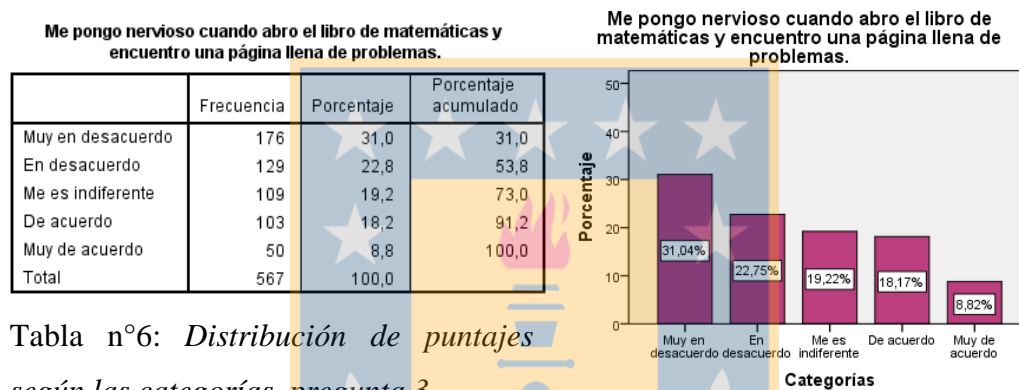 Me pongo nervioso cuando abro el libro de matemáticas y
encuentro una página llena de problemas.
Frecuencia Porcentaje Porcentaje acumulado
Muy en desacuerdo 176 31,0 31,0
En desacuerdo 129 22,8 53,8
Me es indiferente 109 19,2 73,0
De acuerdo 103 18,2 91,2
Muy de acuerdo 50 8,8 100,0
Total 567 100,0
Tabla n°6: Distribución de puntajes
según las categorías, pregunta 3
Me pongo nervioso cuando abro el libro de
matemáticas y encuentro una página llena de
problemas.
Porcentaje
50
40
30
20
10
0
31,04%
22,75%
19,22%
18,17%
8,82%
Muy en desacuerdo
En desacuerdo
Me es indiferente
De acuerdo
Muy de acuerdo
Categorías